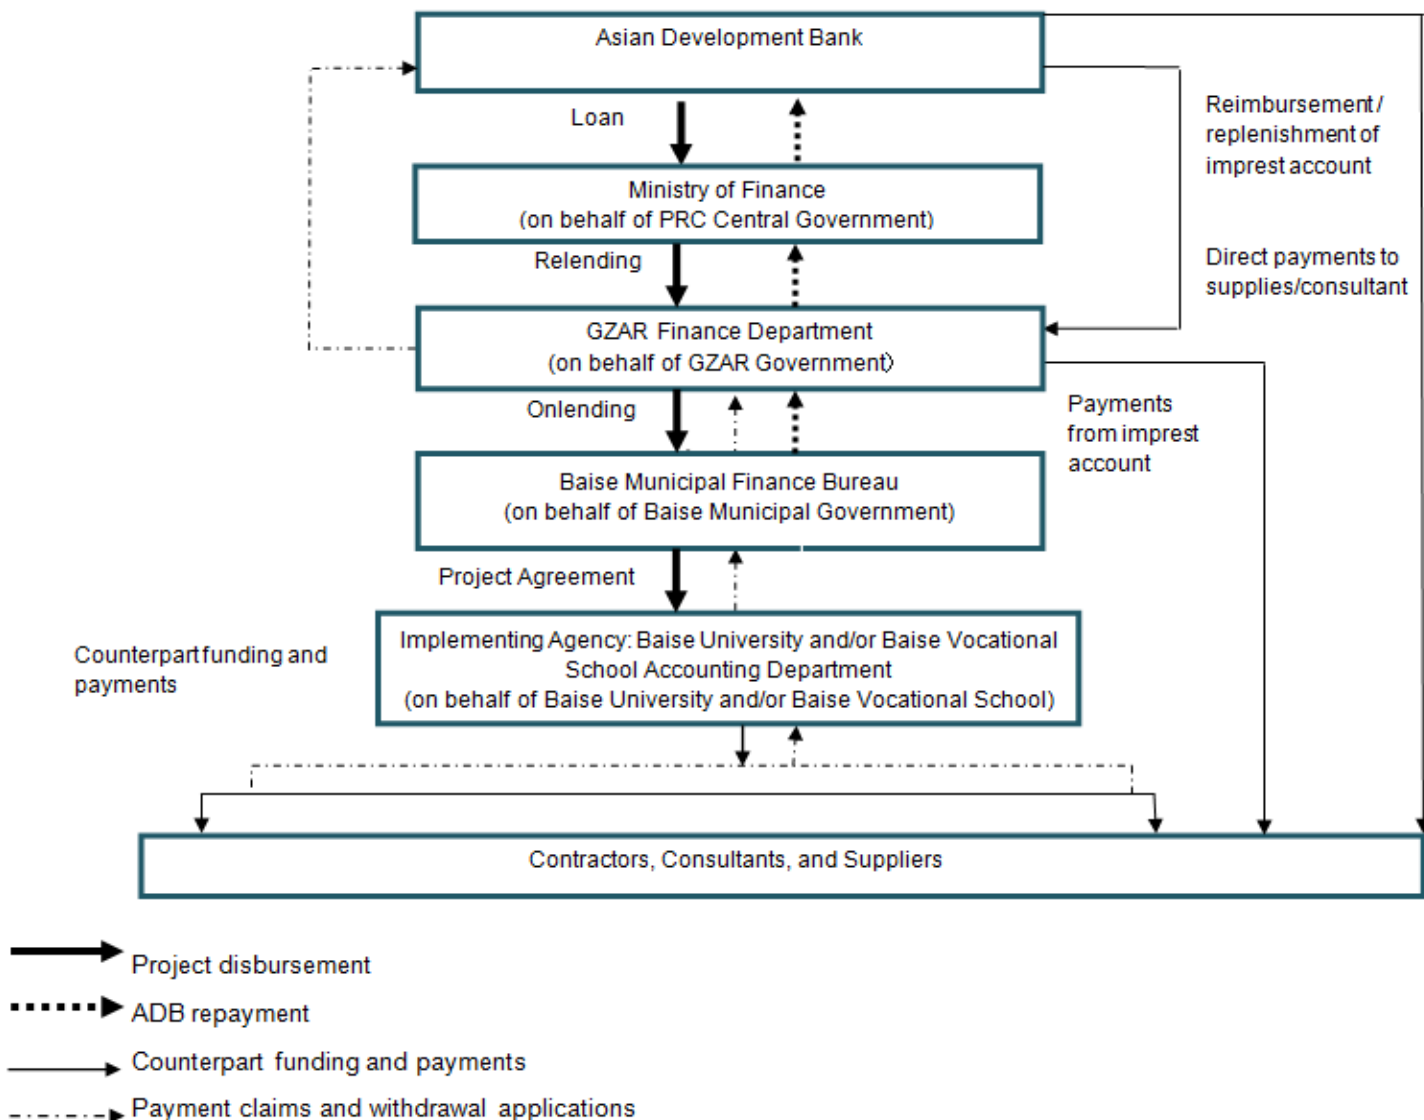 Asian Development Bank
Loan
Reimbursement /
replenishment of
imprest account
Ministry of Finance
(on behalf of PRC Central Government)
Relending
Direct payments to
supplies/consultant
GZAR Finance Department
(on behalf of GZAR Government)
Onlending
Payments
from imprest
account
Baise Municipal Finance Bureau
(on behalf of Baise Municipal Government)
Project Agreement
Implementing Agency: Baise University and/or Baise Vocational
School Accounting Department
(on behalf of Baise University and/or Baise Vocational School)
Counterpart funding and
payments
Contractors, Consultants, and Suppliers
Project disbursement
ADB repayment
Counterpart funding and payments
Payment claims and withdrawal applications